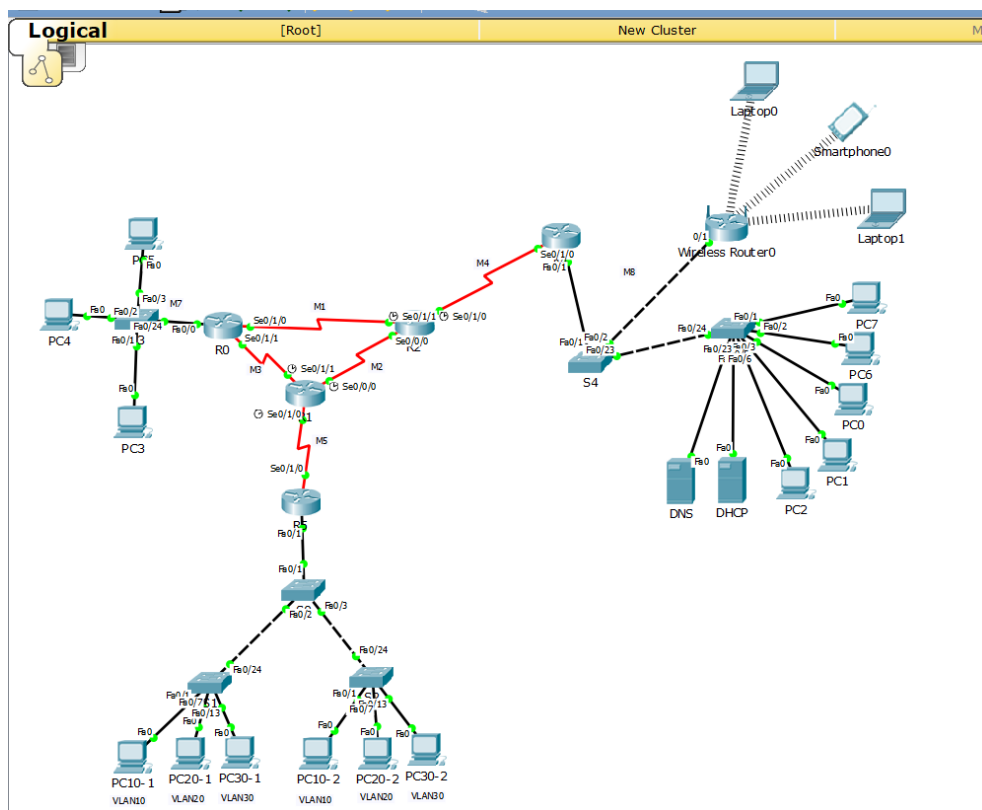 Logical
[Root]
New Cluster
M
Laptop0
Smartphone0
Laptop1
0/1
Wireless Router0
Se0/1/0
Fa0/1
M8
M4
Fa0
Fa0/3
M7
Fa0
Fa0/2
Fa0/24
Fa0/0
PC4
R0
Se0/1/0
Se0/1/1
M1
Se0/1/1
Se0/1/0
Se0/0/0
M3
M2
Se0/1/1
Se0/0/0
Se0/1/0
Fa0
PC3
M5
Se0/1/0
Fa0/1
Fa0/2
Fa0/23
S4
Fa0/24
Fa0/1
Fa0/2
Fa0/23
Fa0/3
Fa0/6
PC7
Fa0
PC6
Fa0
PC0
Fa0
PC1
Fa0
PC2
Fa0
DHCP
Fa0
DNS
Fa0
Fa0/1
Fa0/1
Fa0/2
Fa0/3
Fa0/24
Fa0/24
Fa0/7
Fa0/13
Fa0/1
Fa0/7
Fa0/13
Fa0
Fa0
Fa0
Fa0
Fa0
Fa0
PC10-1
PC20-1
PC30-1
PC10-2
PC20-2
PC30-2
VLAN10
VLAN20
VLAN30
VLAN10
VLAN20
VLAN30